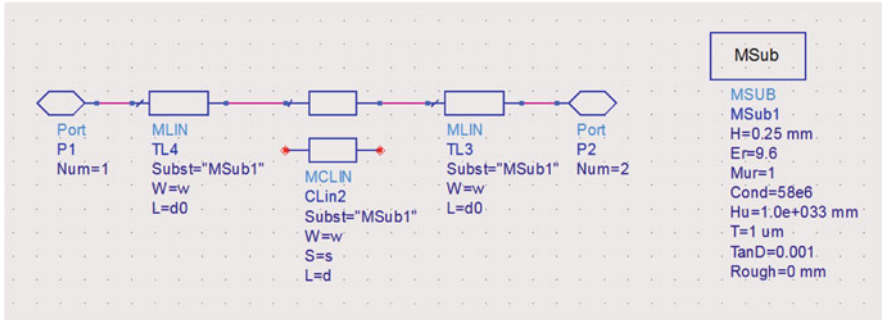 MSub
Port
P1
Num=1
MLIN
TL4
Subst="MSub1"
W=w
L=d0
MCLIN
CLin2
Subst="MSub1"
W=w
S=s
L=d
MLIN
TL3
Subst="MSub1"
W=w
L=d0
Port
P2
Num=2
MSUB
MSub1
H=0.25 mm
Er=9.6
Mur=1
Cond=58e6
Hu=1.0e+033 mm
T=1 um
TanD=0.001
Rough=0 mm